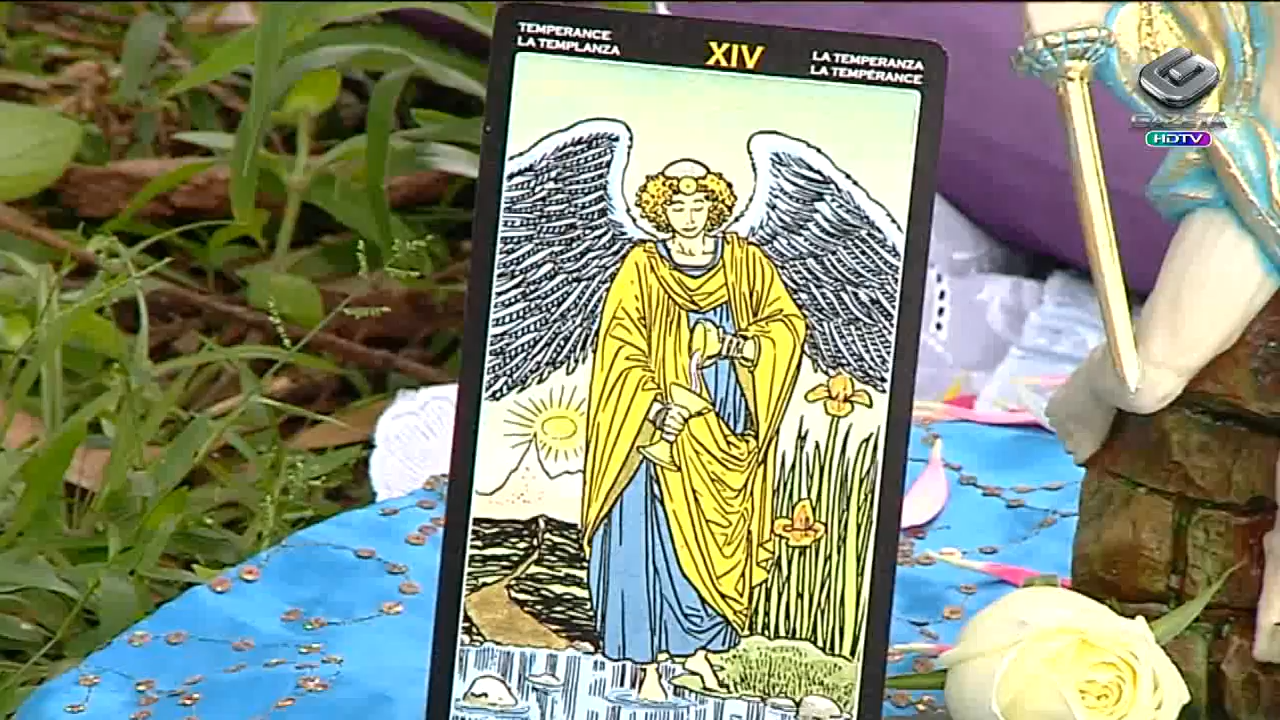 TEMPERANCE
LA TEMPLANZA
XIV
LA TEMPERANZA
LA TEMPÉRANCE
GAZETA
HDTV